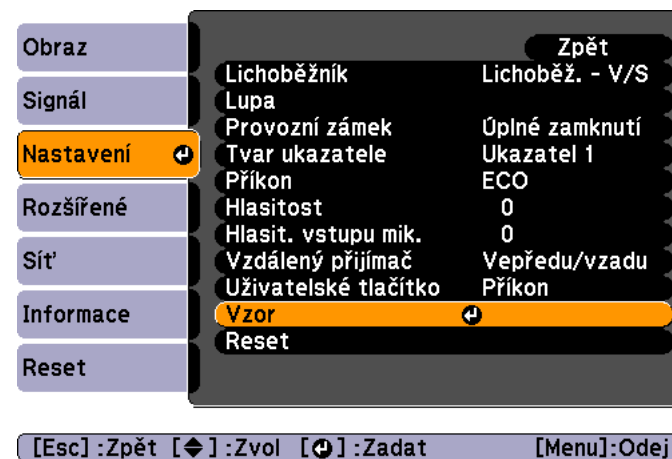 Obraz
Signál
Nastavení
Rozšířené
Síť
Informace
Reset
Zpět
Lichoběžník Lichoběž. - V/S
Lupa
Provozní zámek Úplné zamknutí
Tvar ukazatele Ukazatel 1
Příkon ECO
Hlasitost 0
Hlasit. vstupu mik. 0
Vzdálený přijímač Vepředu/vzadu
Uživatelské tlačítko Příkon
Vzor
Reset
[Esc]:Zpět [◆]:Zvol [↵]:Zadat [Menu]:Odej